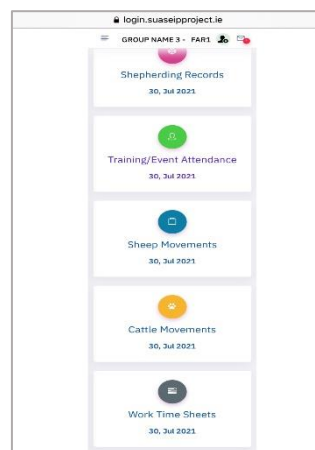 login.suaseipproject.ie
GROUP NAME 3 - FAR1
Shepherding Records
30, Jul 2021
Training/Event Attendance
30, Jul 2021
Sheep Movements
30, Jul 2021
Cattle Movements
30, Jul 2021
Work Time Sheets
30, Jul 2021